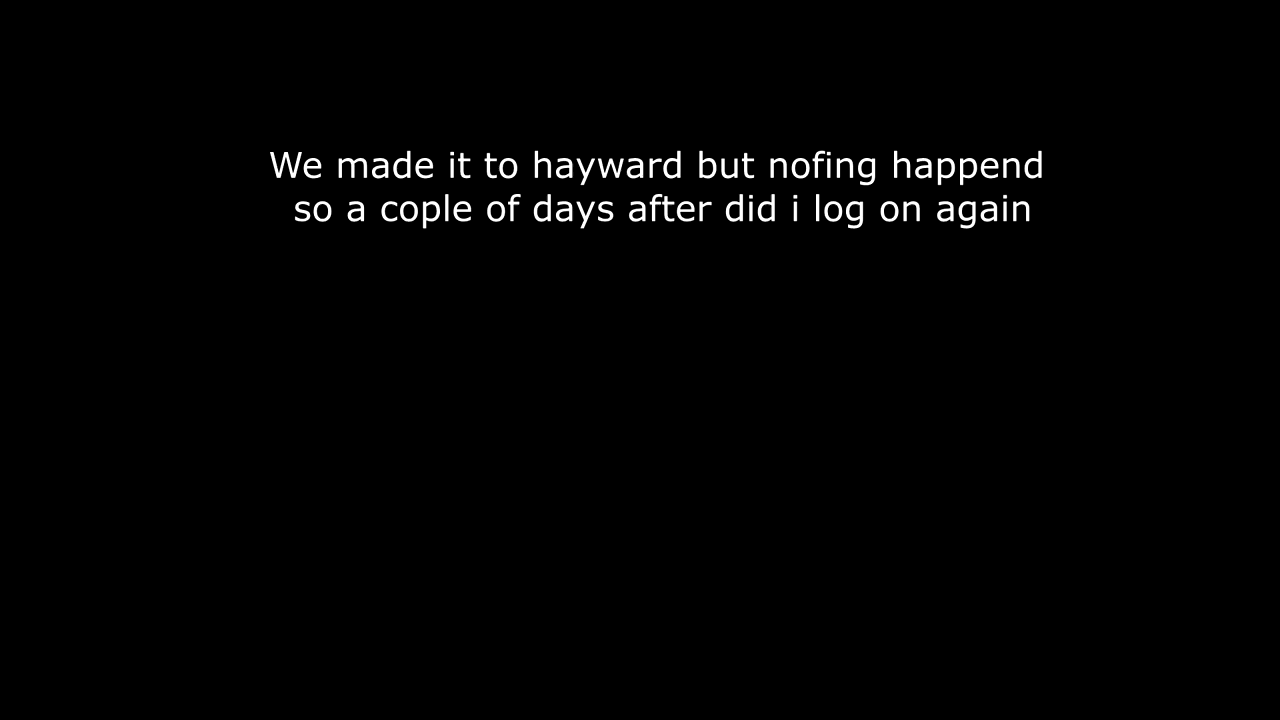 We made it to hayward but nofing happend
so a cople of days after did i log on again